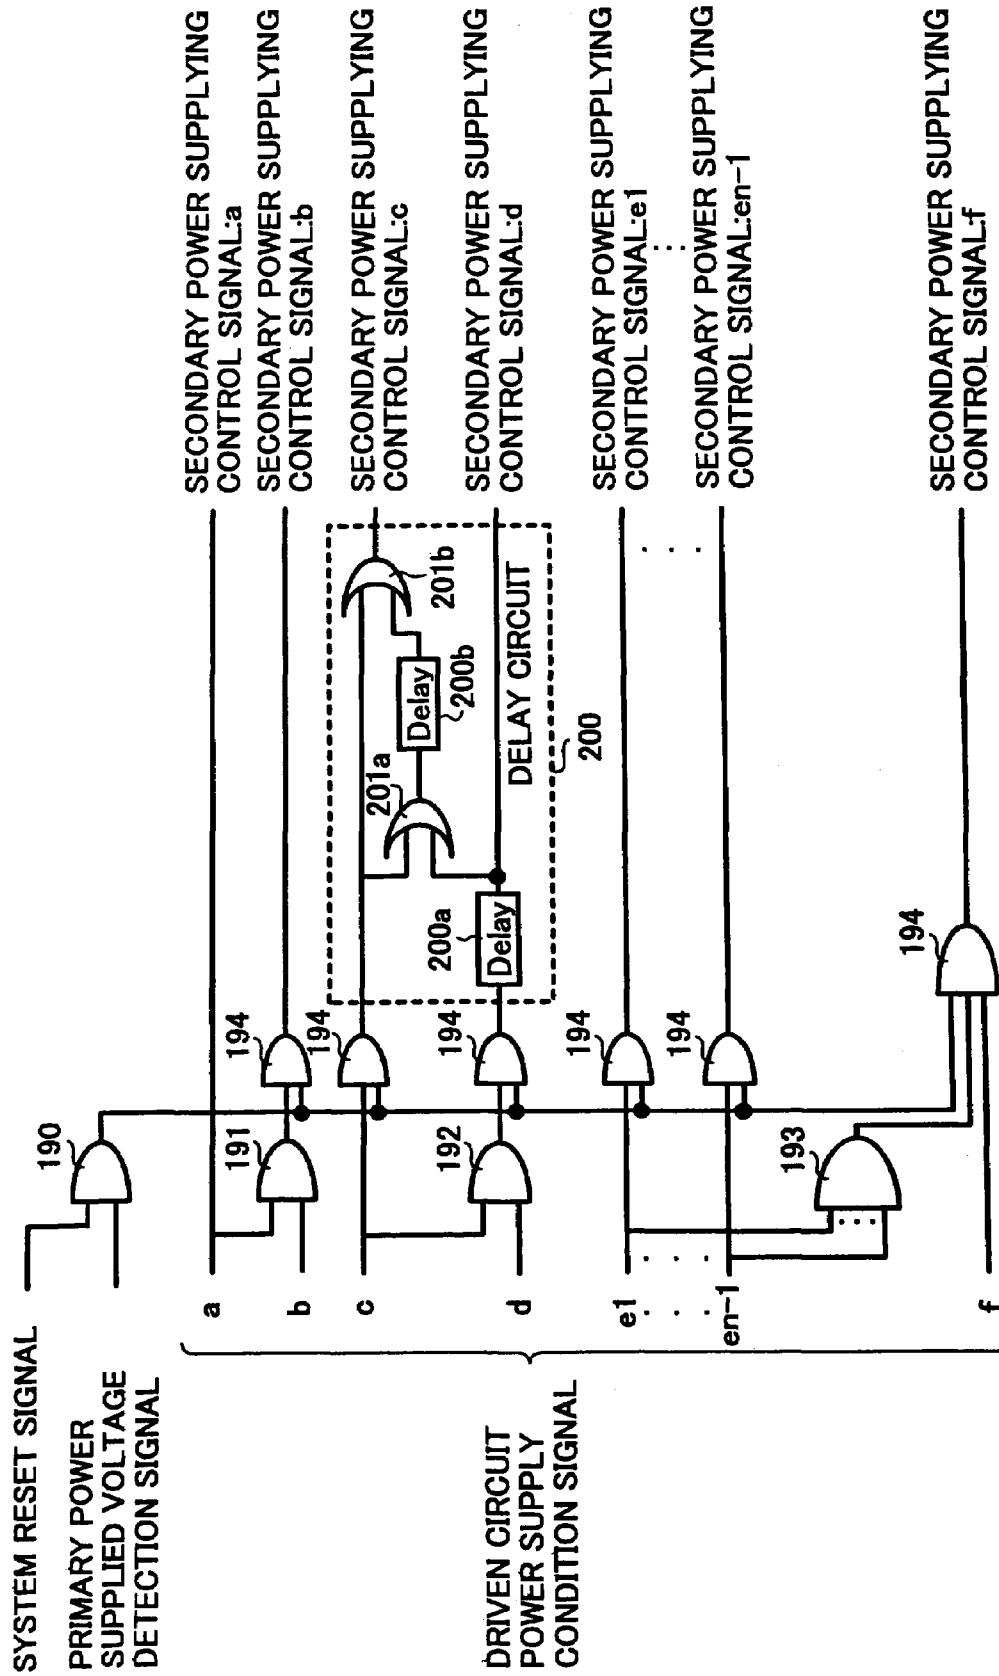 SYSTEM RESET SIGNAL
PRIMARY POWER
SUPPLIED VOLTAGE
DETECTION SIGNAL
DRIVEN CIRCUIT
POWER SUPPLY
CONDITION SIGNAL
a
b
c
d
e1
. . .
en-1
f
190
191
192
193
194
194
194
194
194
194
200a
Delay
201a
Delay
200b
201b
DELAY CIRCUIT
200
SECONDARY POWER SUPPLYING
CONTROL SIGNAL:a
SECONDARY POWER SUPPLYING
CONTROL SIGNAL:b
SECONDARY POWER SUPPLYING
CONTROL SIGNAL:c
SECONDARY POWER SUPPLYING
CONTROL SIGNAL:d
SECONDARY POWER SUPPLYING
CONTROL SIGNAL:e1
SECONDARY POWER SUPPLYING
CONTROL SIGNAL:en-1
SECONDARY POWER SUPPLYING
CONTROL SIGNAL:f